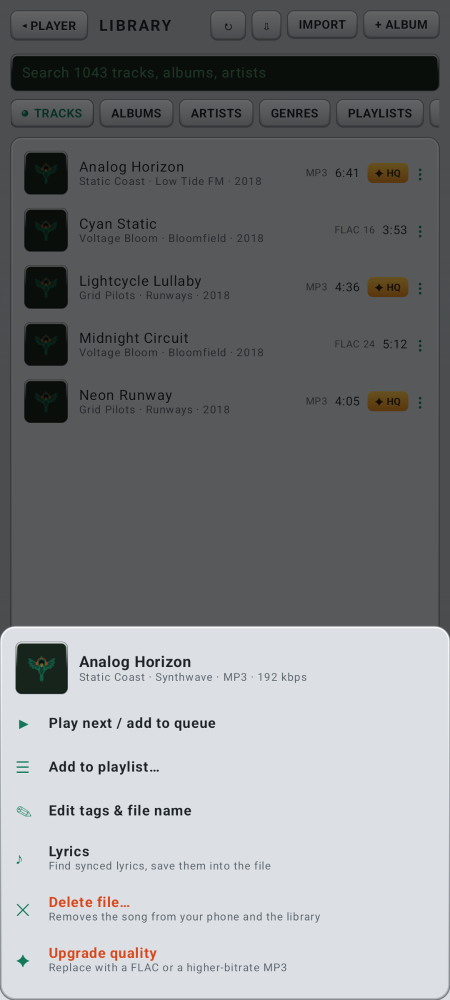 ◂ PLAYER
LIBRARY
↻
⇩
IMPORT
+ ALBUM
Search 1043 tracks, albums, artists
TRACKS
ALBUMS
ARTISTS
GENRES
PLAYLISTS
Analog Horizon
Static Coast · Low Tide FM · 2018
MP3 6:41 ✦ HQ ⋮
Cyan Static
Voltage Bloom · Bloomfield · 2018
FLAC 16 3:53 ⋮
Lightcycle Lullaby
Grid Pilots · Runways · 2018
MP3 4:36 ✦ HQ ⋮
Midnight Circuit
Voltage Bloom · Bloomfield · 2018
FLAC 24 5:12 ⋮
Neon Runway
Grid Pilots · Runways · 2018
MP3 4:05 ✦ HQ ⋮
Analog Horizon
Static Coast · Synthwave · MP3 · 192 kbps
▶ Play next / add to queue
☰ Add to playlist…
✎ Edit tags & file name
♪ Lyrics
Find synced lyrics, save them into the file
✕ Delete file…
Removes the song from your phone and the library
✦ Upgrade quality
Replace with a FLAC or a higher-bitrate MP3